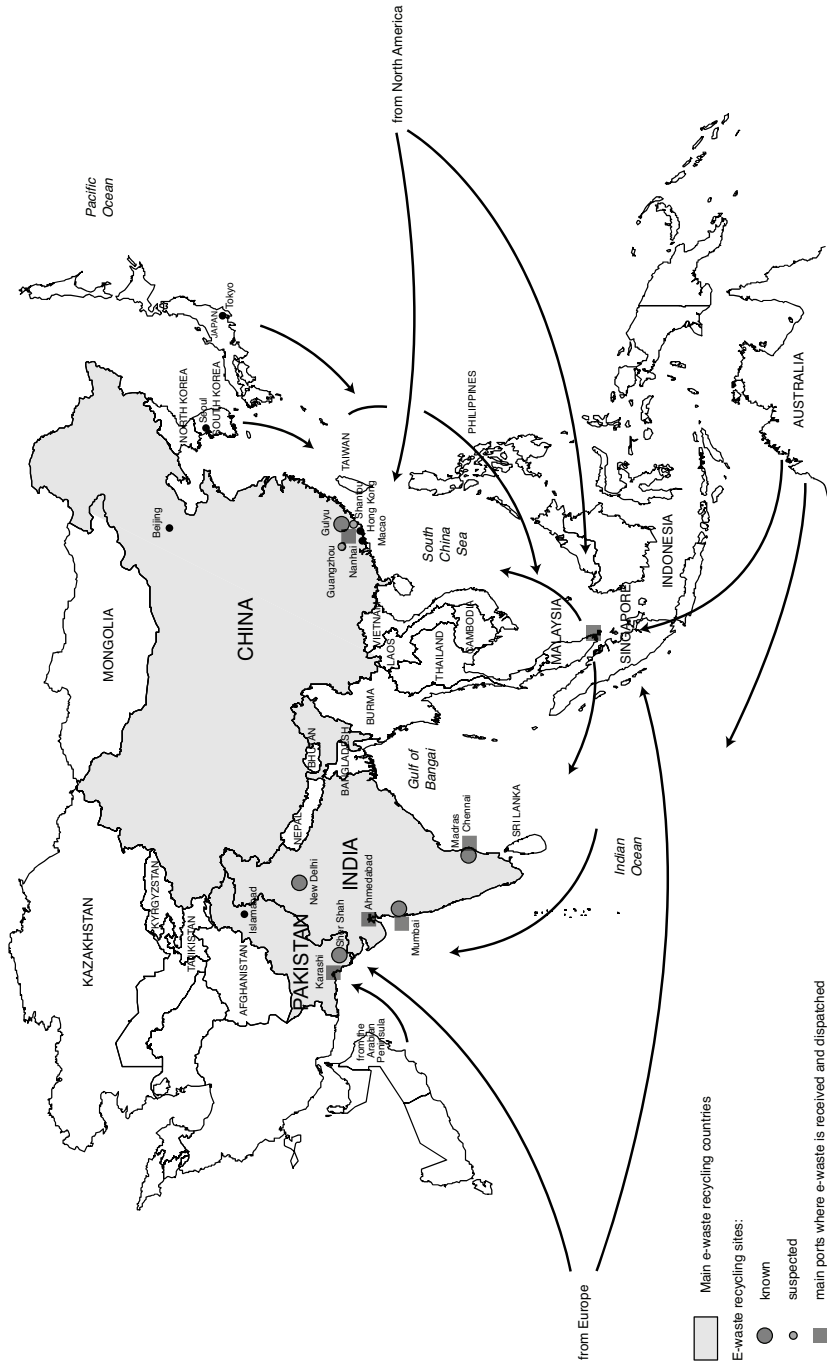 Pacific
Ocean
from North America
KAZAKHSTAN
MONGOLIA
KYRGYZSTAN
TAJIKISTAN
AFGHANISTAN
Islamabad
PAKISTAN
Karashi
Sher Shah
from the
Arabian
Peninsula
CHINA
Beijing
NORTH KOREA
Seoul
SOUTH KOREA
JAPAN
Tokyo
NEPAL
BHUTAN
BANGLADESH
INDIA
New Delhi
Ahmedabad
Mumbai
Madras
Chennai
SRI LANKA
Gulf of
Bangai
Indian
Ocean
BURMA
LAOS
VIETNAM
THAILAND
CAMBODIA
Guangzhou
Nanhai
Guiyu
Shantou
Hong Kong
Macao
TAIWAN
South
China
Sea
PHILIPPINES
MALAYSIA
SINGAPORE
INDONESIA
AUSTRALIA
from Europe
Main e-waste recycling countries
E-waste recycling sites:
known
suspected
main ports where e-waste is received and dispatched